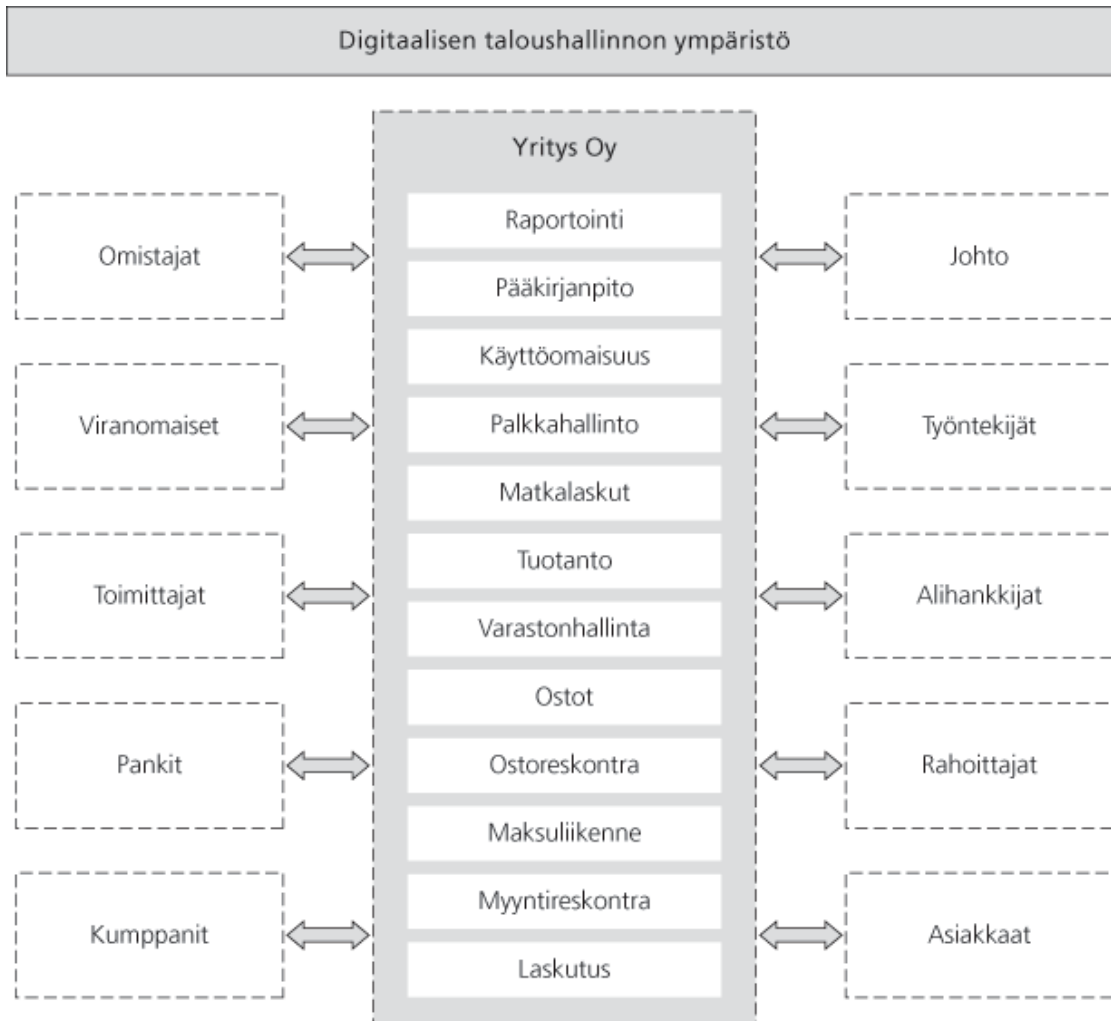 Digitaalisen taloushallinnon ympäristö
Yritys Oy
Omistajat
Viranomaiset
Toimittajat
Pankit
Kumppanit
Raportointi
Pääkirjanpito
Käyttöomaisuus
Palkkahallinto
Matkalaskut
Tuotanto
Varastonhallinta
Ostot
Ostoreskontra
Maksuliikenne
Myyntireskontra
Laskutus
Johto
Työntekijät
Alihankkijat
Rahoittajat
Asiakkaat